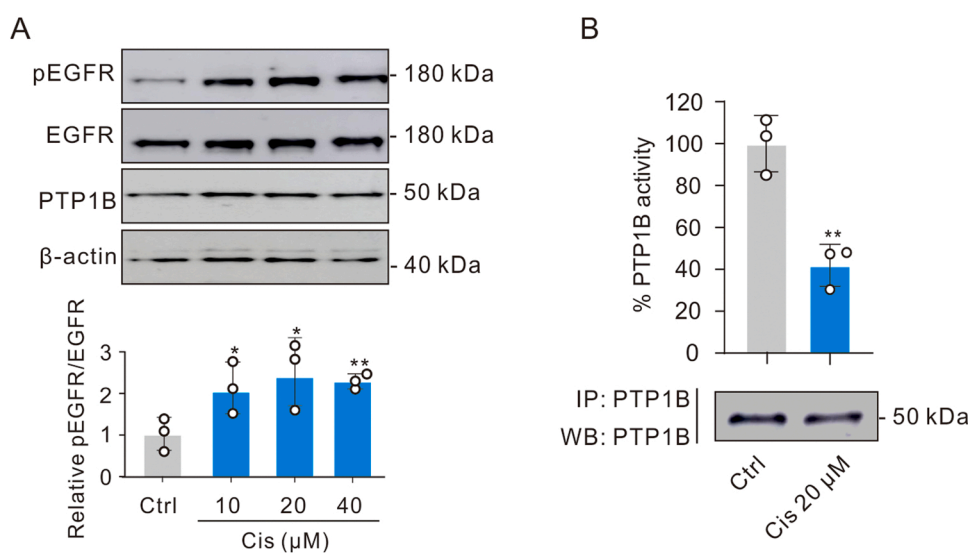 A
pEGFR
180 kDa
EGFR
180 kDa
PTP1B
50 kDa
β-actin
40 kDa
Relative pEGFR/EGFR
3
2
1
0
*
*
**
Ctrl 10 20 40
Cis (μM)
B
% PTP1B activity
120
100
80
60
40
20
0
**
IP: PTP1B
WB: PTP1B
50 kDa
Ctrl
Cis 20 μM